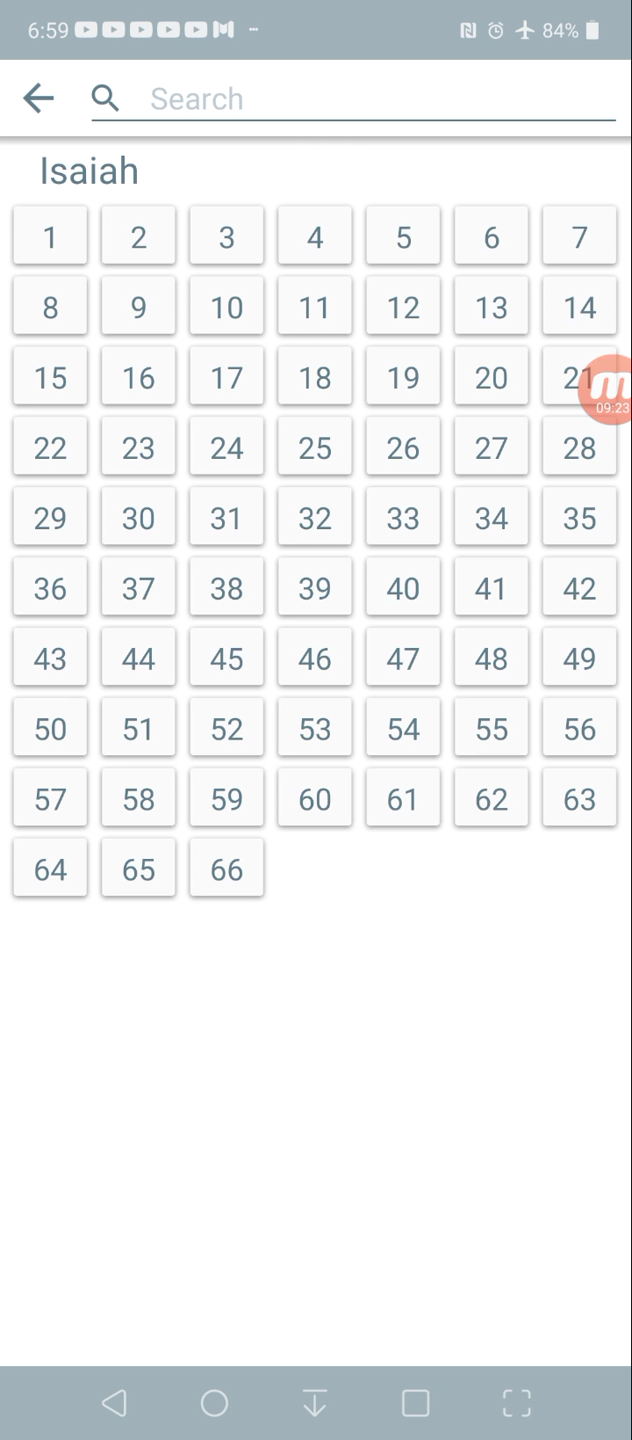 6:59 84%
Search
Isaiah
1 2 3 4 5 6 7
8 9 10 11 12 13 14
15 16 17 18 19 20 21
09:23
22 23 24 25 26 27 28
29 30 31 32 33 34 35
36 37 38 39 40 41 42
43 44 45 46 47 48 49
50 51 52 53 54 55 56
57 58 59 60 61 62 63
64 65 66